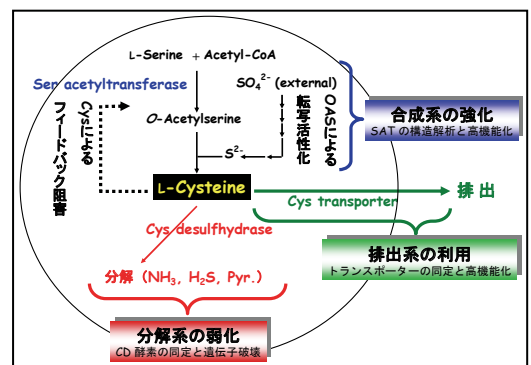 L-Serine + Acetyl-CoA
Ser acetyltransferase
SO₄²⁻ (external)
O-Acetylserine
S²⁻
OASによる
転写活性化
Cysによる
フィードバック阻害
L-Cysteine
Cys transporter
排出
Cys desulfhydrase
分解 (NH₃, H₂S, Pyr.)
合成系の強化
SATの構造解析と高機能化
排出系の利用
トランスポーターの同定と高機能化
分解系の弱化
CD酵素の同定と遺伝子破壊